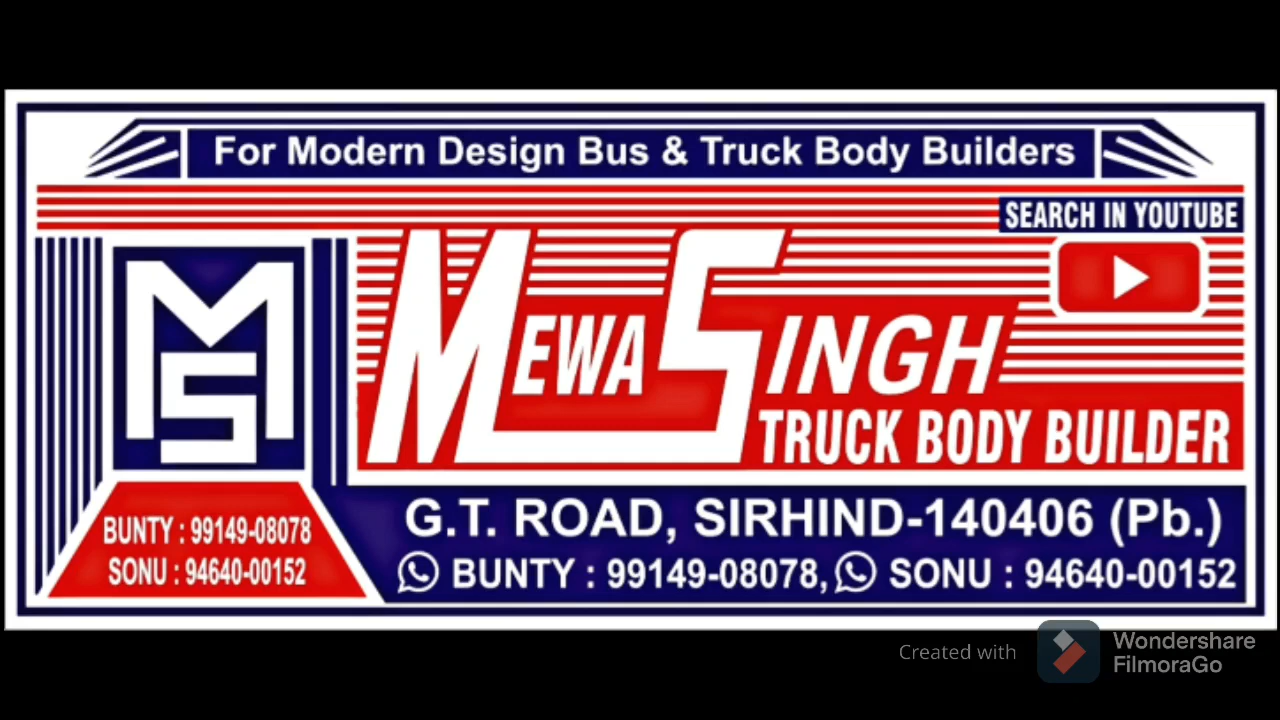 For Modern Design Bus & Truck Body Builders
SEARCH IN YOUTUBE
MS
MEWA SINGH
TRUCK BODY BUILDER
BUNTY : 99149-08078
SONU : 94640-00152
G.T. ROAD, SIRHIND-140406 (Pb.)
BUNTY : 99149-08078, SONU : 94640-00152
Created with Wondershare FilmoraGo